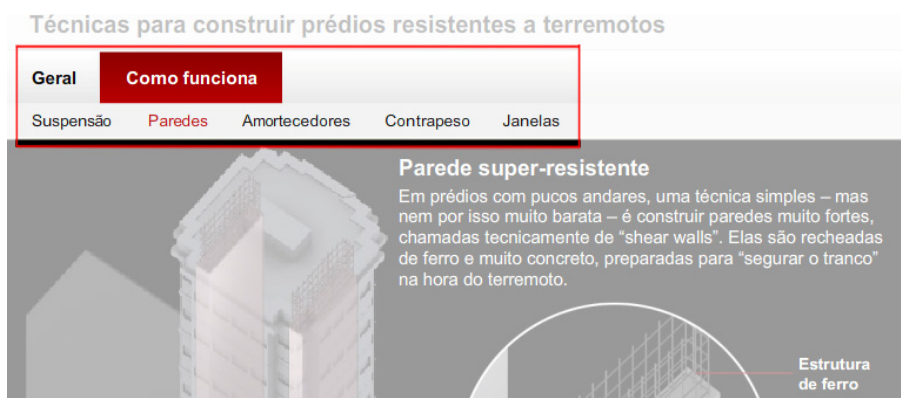 Técnicas para construir prédios resistentes a terremotos
Geral Como funciona
Suspensão Paredes Amortecedores Contrapeso Janelas
Parede super-resistente
Em prédios com pucos andares, uma técnica simples – mas
nem por isso muito barata – é construir paredes muito fortes,
chamadas tecnicamente de “shear walls”. Elas são recheadas
de ferro e muito concreto, preparadas para “segurar o tranco”
na hora do terremoto.
Estrutura
de ferro